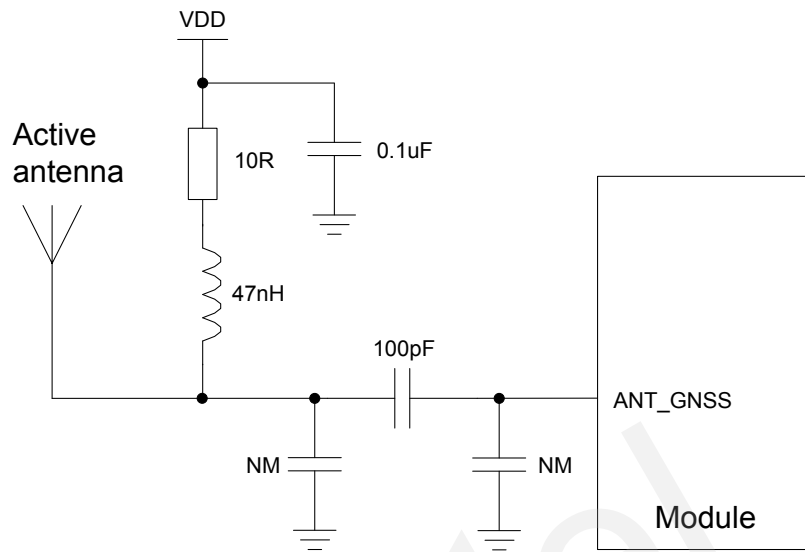 VDD
Active
antenna
10R
0.1uF
47nH
100pF
ANT_GNSS
NM
NM
Module